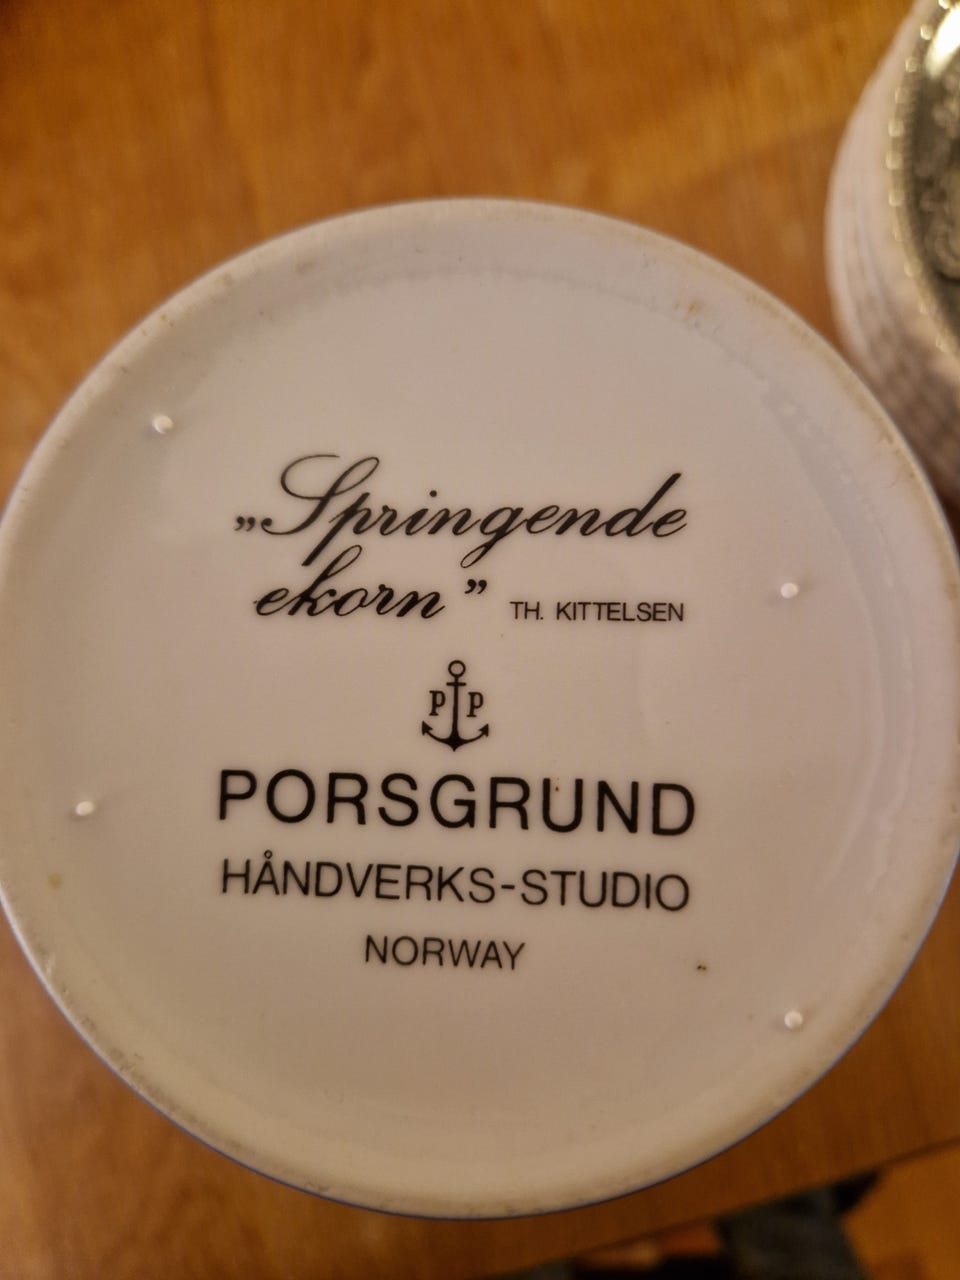 „Springende
ekorn” TH. KITTELSEN
P P
PORSGRUND
HÅNDVERKS-STUDIO
NORWAY